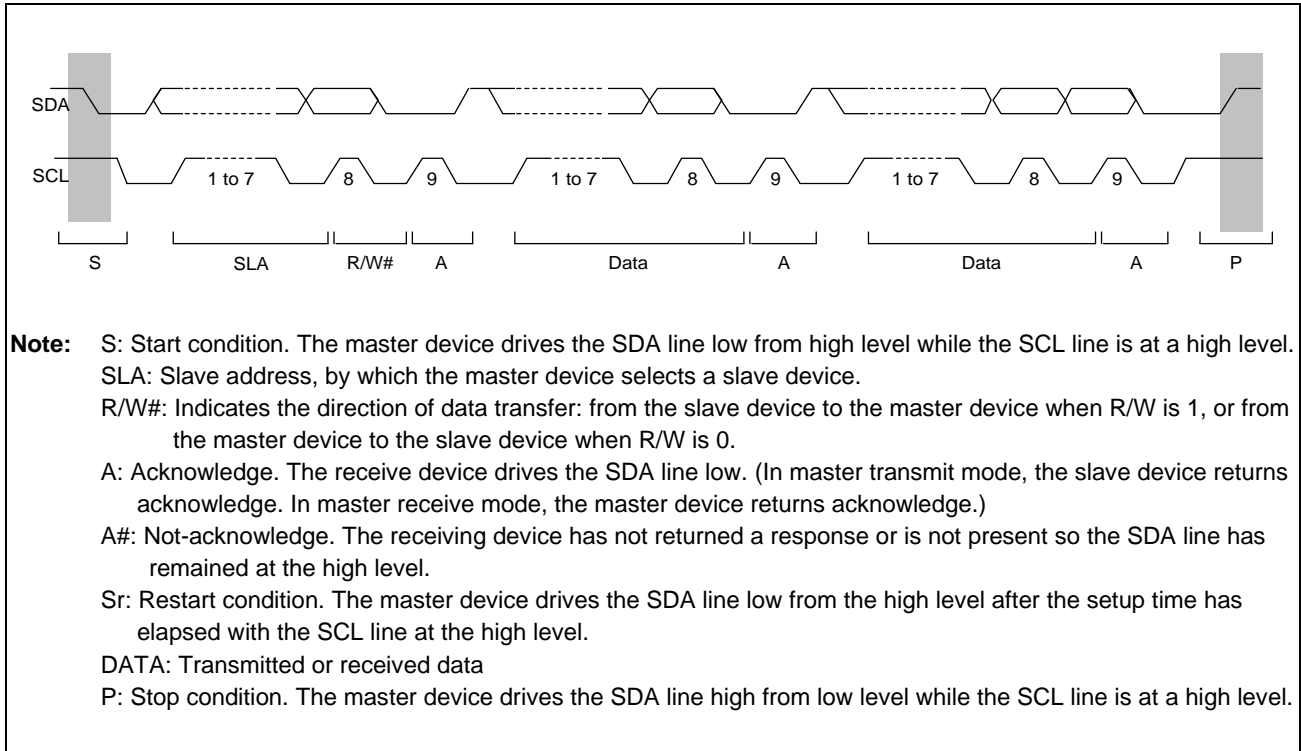 SDA
SCL
1 to 7 8 9 1 to 7 8 9 1 to 7 8 9
S SLA R/W# A Data A Data A P
Note: S: Start condition. The master device drives the SDA line low from high level while the SCL line is at a high level.
SLA: Slave address, by which the master device selects a slave device.
R/W#: Indicates the direction of data transfer: from the slave device to the master device when R/W is 1, or from
the master device to the slave device when R/W is 0.
A: Acknowledge. The receive device drives the SDA line low. (In master transmit mode, the slave device returns
acknowledge. In master receive mode, the master device returns acknowledge.)
A#: Not-acknowledge. The receiving device has not returned a response or is not present so the SDA line has
remained at the high level.
Sr: Restart condition. The master device drives the SDA line low from the high level after the setup time has
elapsed with the SCL line at the high level.
DATA: Transmitted or received data
P: Stop condition. The master device drives the SDA line high from low level while the SCL line is at a high level.